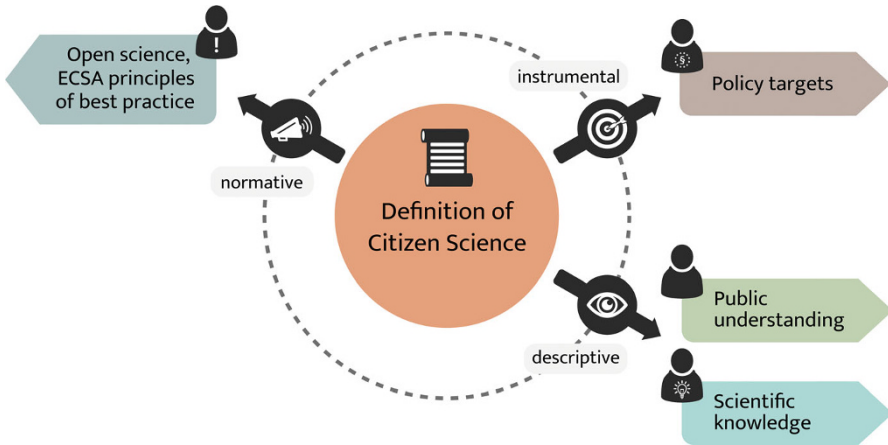 Open science,
ECSA principles
of best practice
!
instrumental
§
Policy targets
normative
Definition of
Citizen Science
Public
understanding
descriptive
Scientific
knowledge